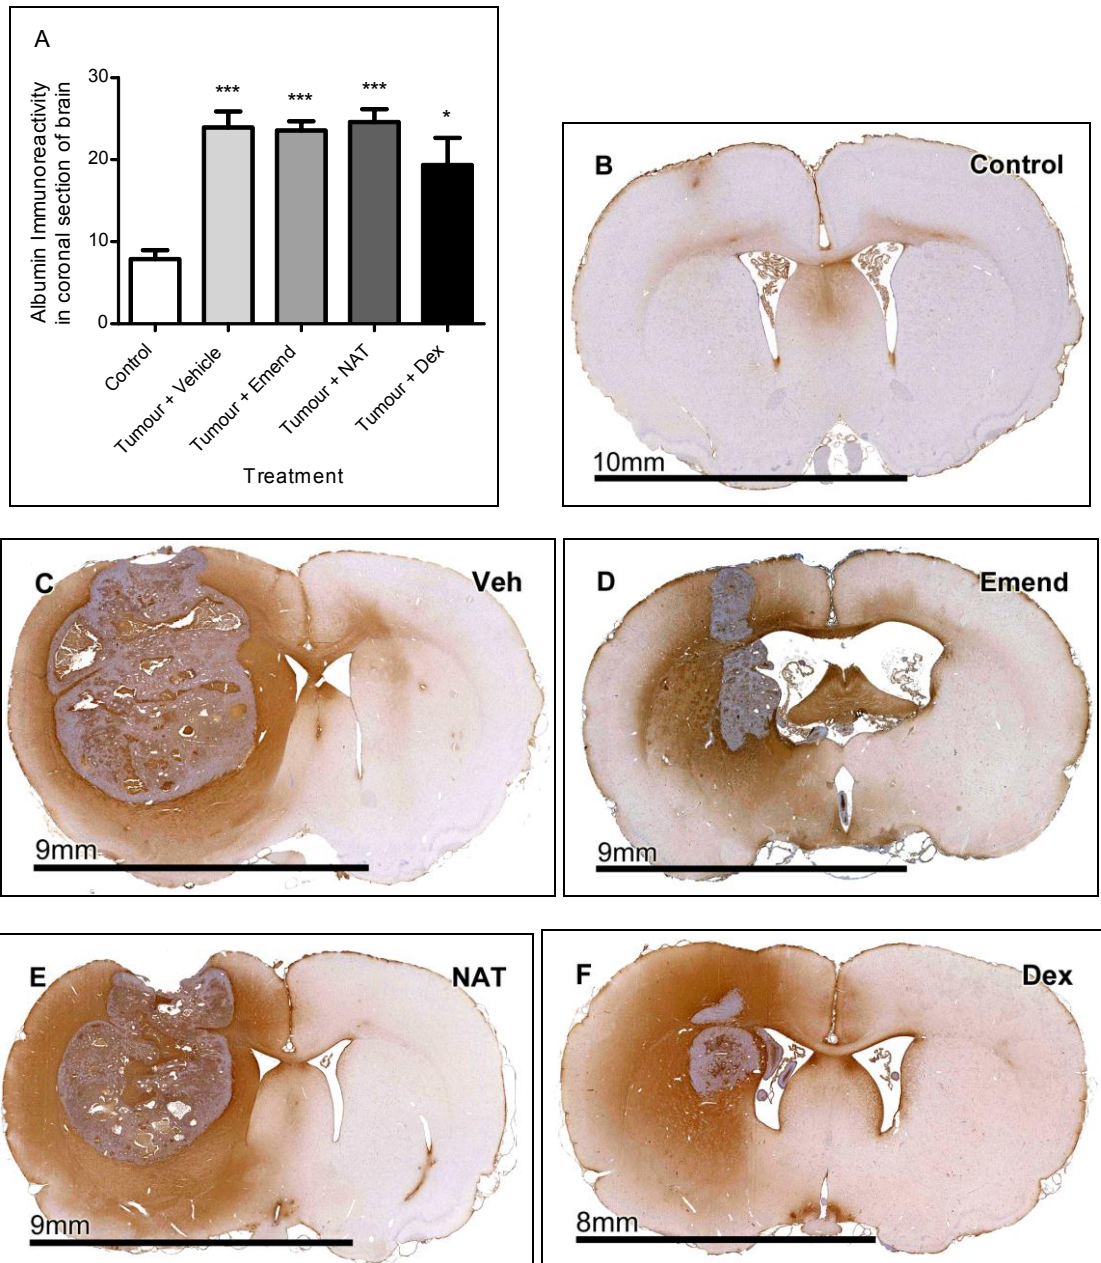 A
Albumin Immunoreactivity
in coronal section of brain
30
20
10
0
***
***
***
*
Control
Tumour + Vehicle
Tumour + Emend
Tumour + NAT
Tumour + Dex
Treatment
B
Control
10mm
C
Veh
9mm
D
Emend
9mm
E
NAT
9mm
F
Dex
8mm